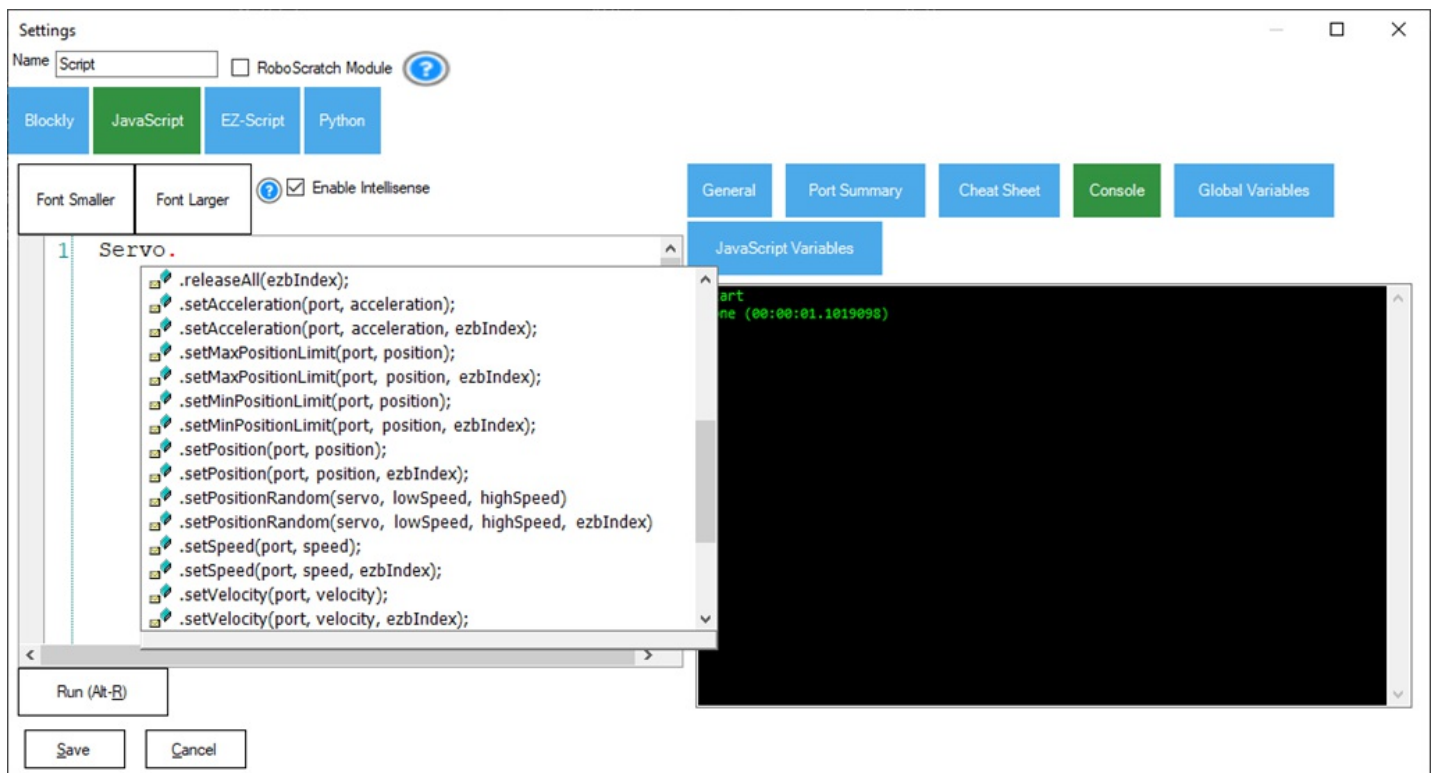 Settings
Name Script RoboScratch Module ?
Blockly JavaScript EZ-Script Python
Font Smaller Font Larger ? Enable Intellisense
General Port Summary Cheat Sheet Console Global Variables
JavaScript Variables
1 Servo.
.releaseAll(ezbIndex);
.setAcceleration(port, acceleration);
.setAcceleration(port, acceleration, ezbIndex);
.setMaxPositionLimit(port, position);
.setMaxPositionLimit(port, position, ezbIndex);
.setMinPositionLimit(port, position);
.setMinPositionLimit(port, position, ezbIndex);
.setPosition(port, position);
.setPosition(port, position, ezbIndex);
.setPositionRandom(servo, lowSpeed, highSpeed)
.setPositionRandom(servo, lowSpeed, highSpeed, ezbIndex)
.setSpeed(port, speed);
.setSpeed(port, speed, ezbIndex);
.setVelocity(port, velocity);
.setVelocity(port, velocity, ezbIndex);
art
ne (00:00:01.1019098)
Run (Alt-R)
Save Cancel